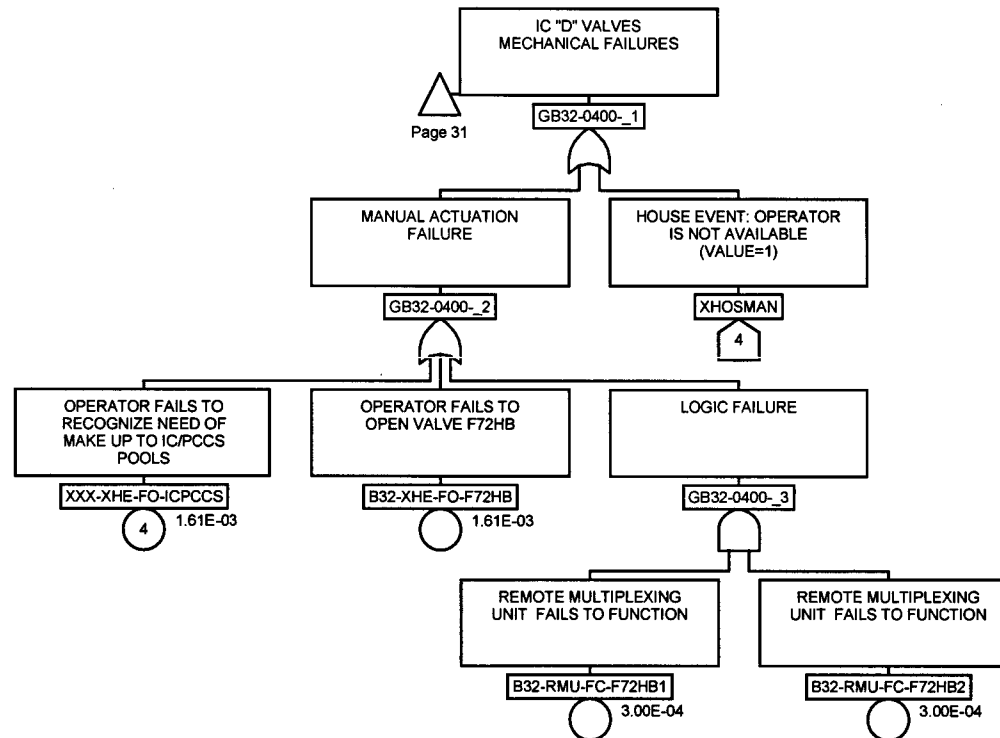 IC "D" VALVES
MECHANICAL FAILURES
Page 31
GB32-0400-_1
MANUAL ACTUATION
FAILURE
HOUSE EVENT: OPERATOR
IS NOT AVAILABLE
(VALUE=1)
GB32-0400-_2
XHOSMAN
4
OPERATOR FAILS TO
RECOGNIZE NEED OF
MAKE UP TO IC/PCCS
POOLS
OPERATOR FAILS TO
OPEN VALVE F72HB
LOGIC FAILURE
XXX-XHE-FO-ICPCCS
B32-XHE-FO-F72HB
GB32-0400-_3
4
1.61E-03
1.61E-03
REMOTE MULTIPLEXING
UNIT FAILS TO FUNCTION
REMOTE MULTIPLEXING
UNIT FAILS TO FUNCTION
B32-RMU-FC-F72HB1
B32-RMU-FC-F72HB2
3.00E-04
3.00E-04